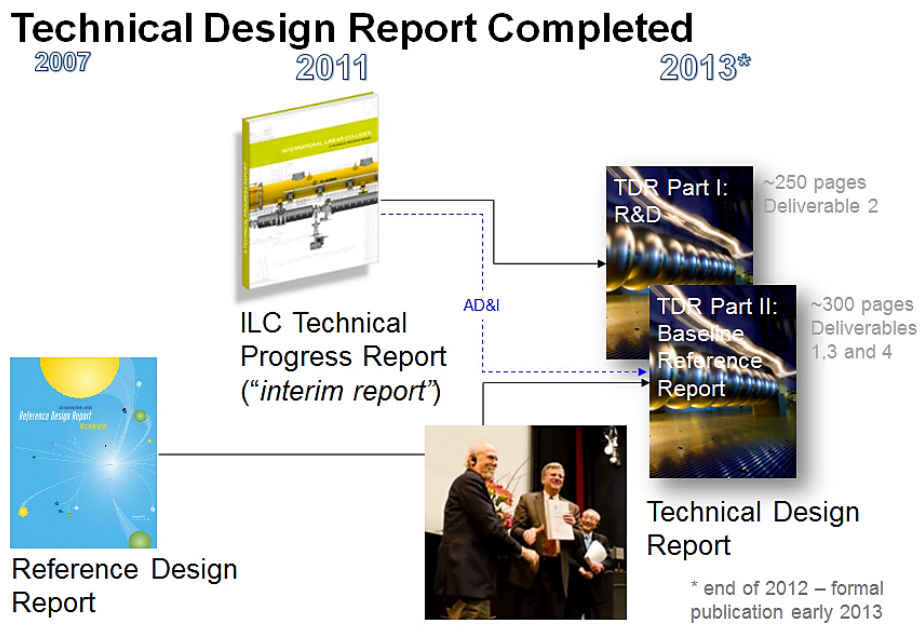 Technical Design Report Completed
2007
2011
2013*
INTERNATIONAL LINEAR COLLIDER
TDR Part I:
R&D
~250 pages
Deliverable 2
AD&I
TDR Part II:
Baseline
Reference
Report
~300 pages
Deliverables
1,3 and 4
ILC Technical
Progress Report
("interim report")
Reference Design Report
Accelerator
Reference Design
Report
Technical Design
Report
* end of 2012 – formal
publication early 2013